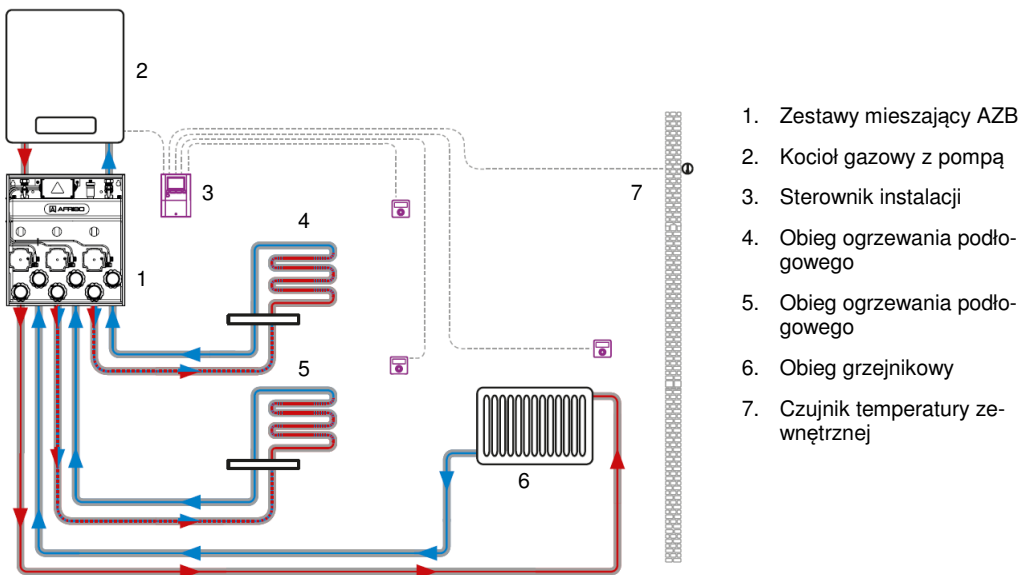 2
3
7
4
1
5
6
AFRISO
1. Zestawy mieszający AZB
2. Kocioł gazowy z pompą
3. Sterownik instalacji
4. Obieg ogrzewania podło-
gowego
5. Obieg ogrzewania podło-
gowego
6. Obieg grzejnikowy
7. Czujnik temperatury ze-
wnętrznej